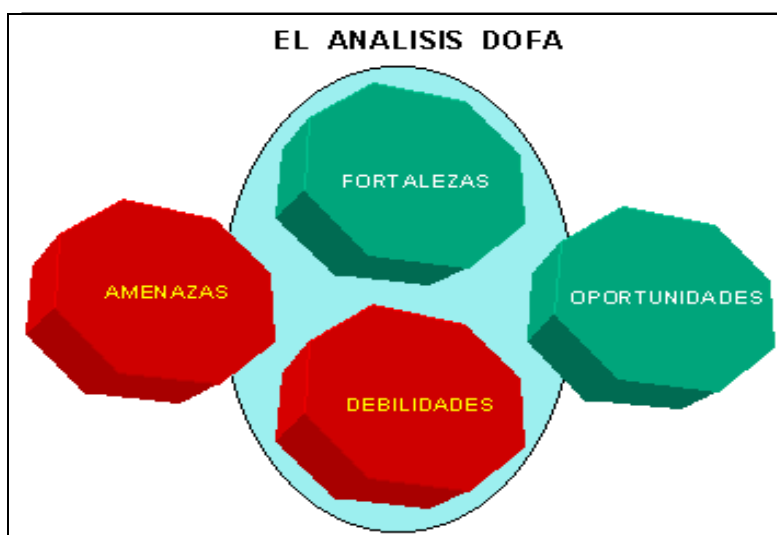 EL ANALISIS DOFA
FORTALEZAS
AMENAZAS
OPORTUNIDADES
DEBILIDADES